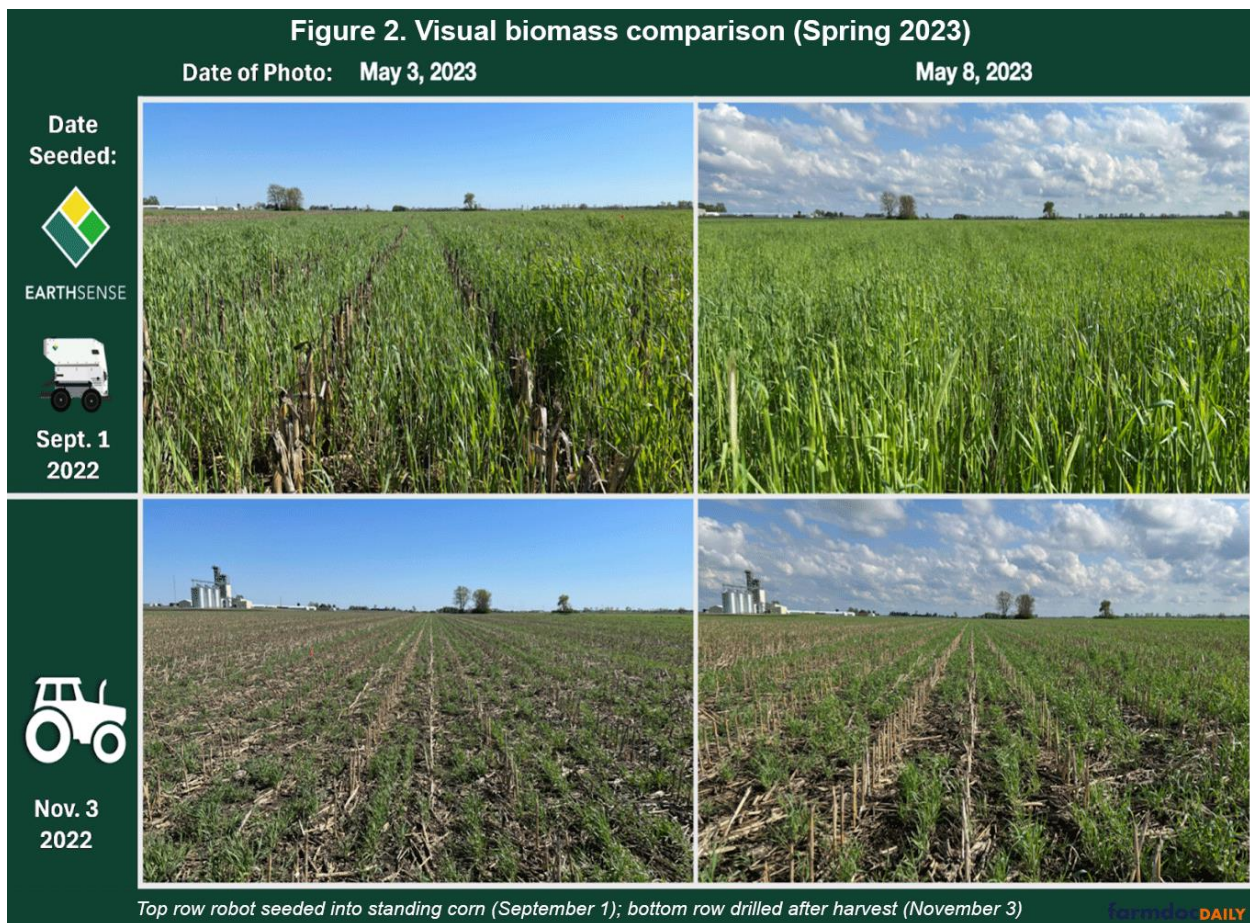 Figure 2. Visual biomass comparison (Spring 2023)
Date of Photo: May 3, 2023 May 8, 2023
Date
Seeded:
EARTHSENSE
Sept. 1
2022
Nov. 3
2022
Top row robot seeded into standing corn (September 1); bottom row drilled after harvest (November 3)
farmdocDAILY